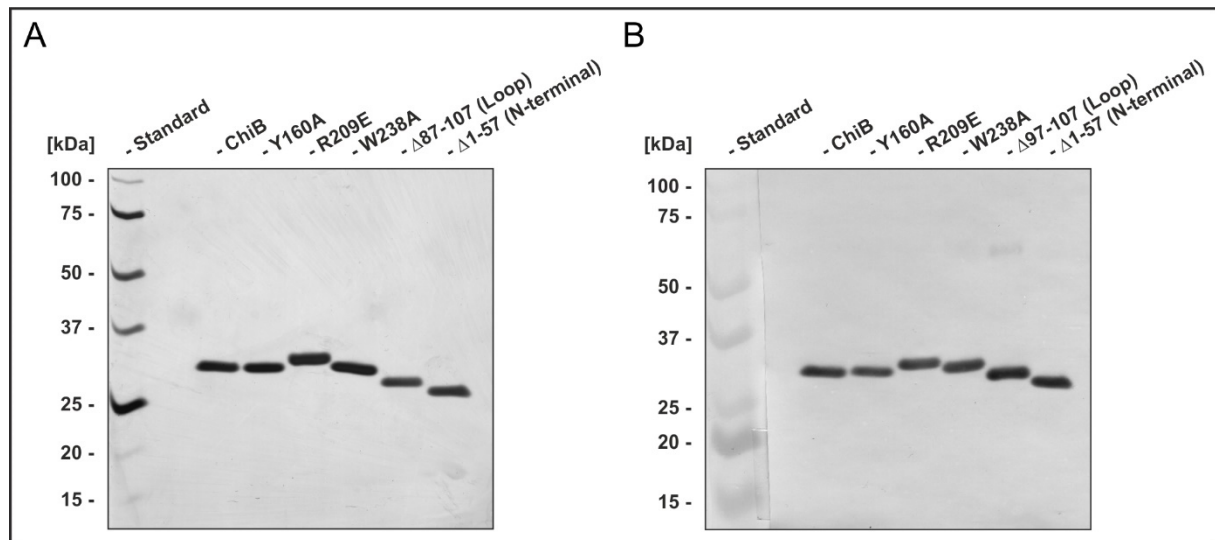 A
B
[kDa]
- Standard
- ChiB
- Y160A
- R209E
- W238A
- Δ87-107 (Loop)
- Δ1-57 (N-terminal)
100 -
75 -
50 -
37 -
25 -
20 -
15 -
[kDa]
- Standard
- ChiB
- Y160A
- R209E
- W238A
- Δ97-107 (Loop)
- Δ1-57 (N-terminal)
100 -
75 -
50 -
37 -
25 -
20 -
15 -